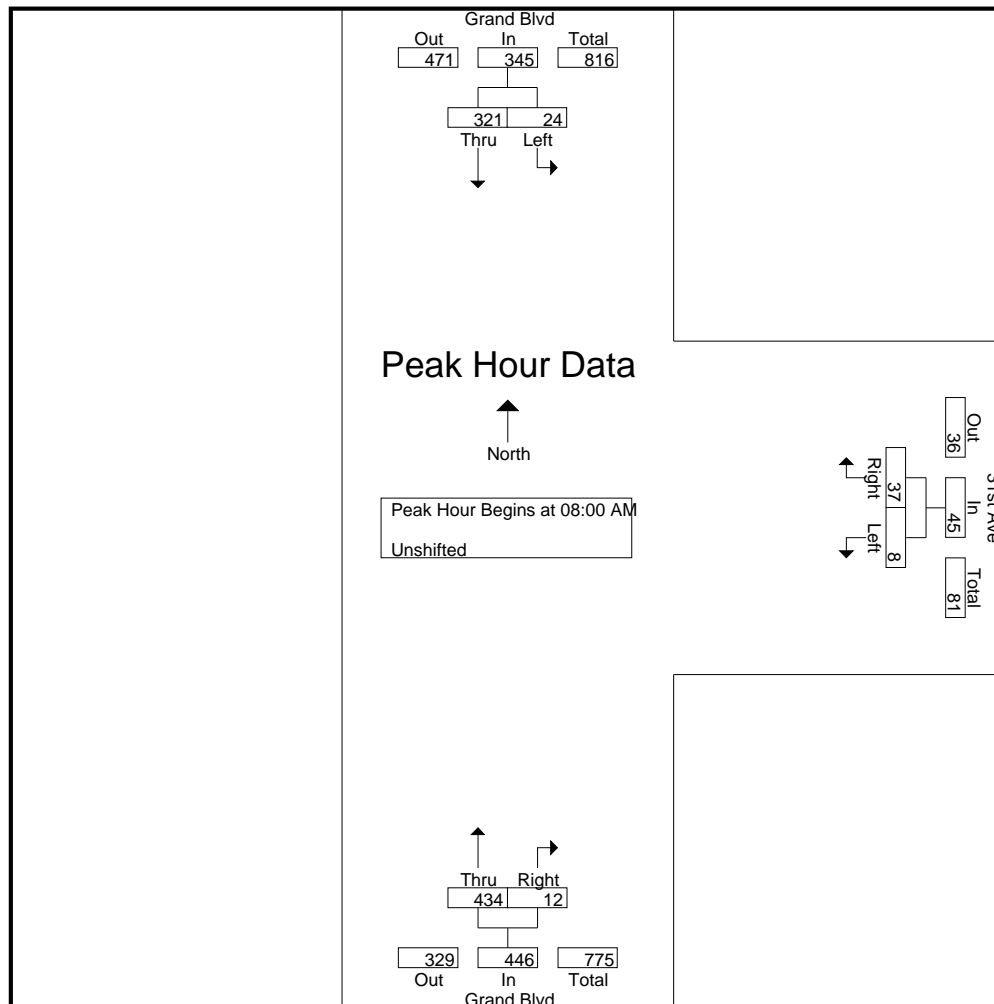 Grand Blvd
Out In Total
471 345 816
321 24
Thru Left
Peak Hour Data
North
Peak Hour Begins at 08:00 AM
Unshifted
Out In Total
36 45 81
37 8
Right Left
Thru Right
434 12
329 446 775
Out In Total
Grand Blvd